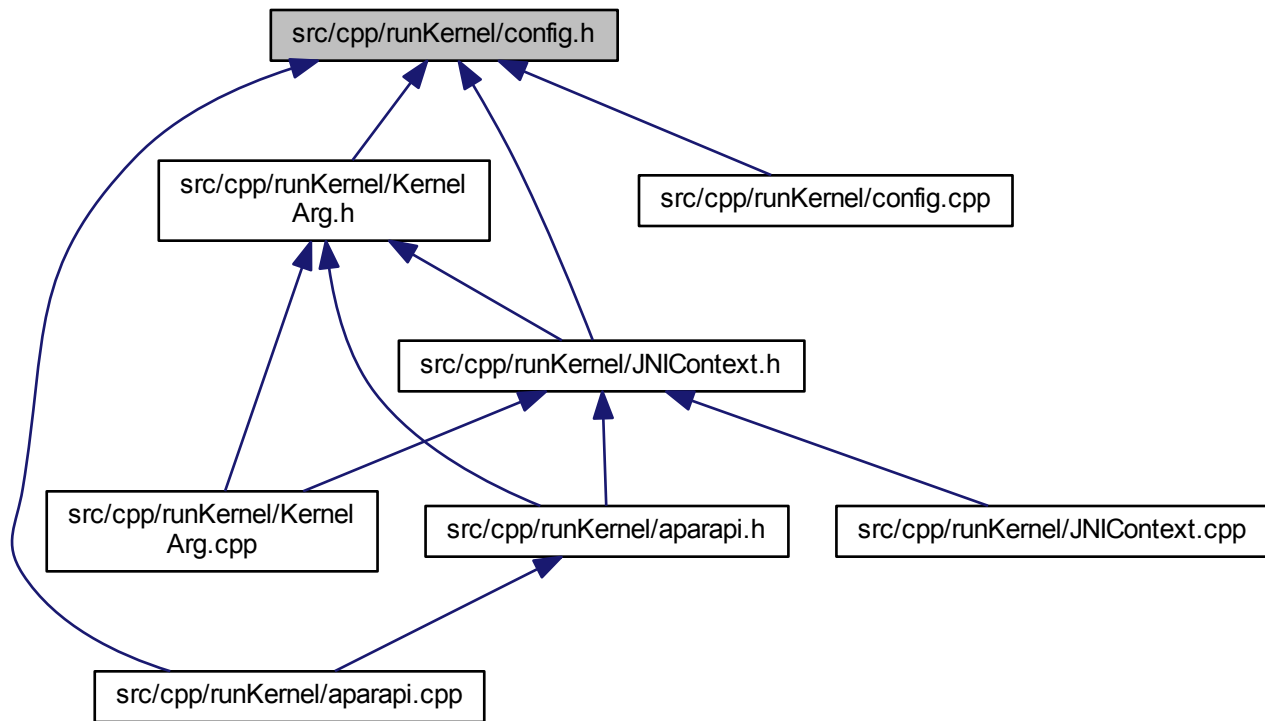 src/cpp/runKernel/config.h
src/cpp/runKernel/Kernel
Arg.h
src/cpp/runKernel/config.cpp
src/cpp/runKernel/JNIContext.h
src/cpp/runKernel/Kernel
Arg.cpp
src/cpp/runKernel/aparapi.h
src/cpp/runKernel/JNIContext.cpp
src/cpp/runKernel/aparapi.cpp